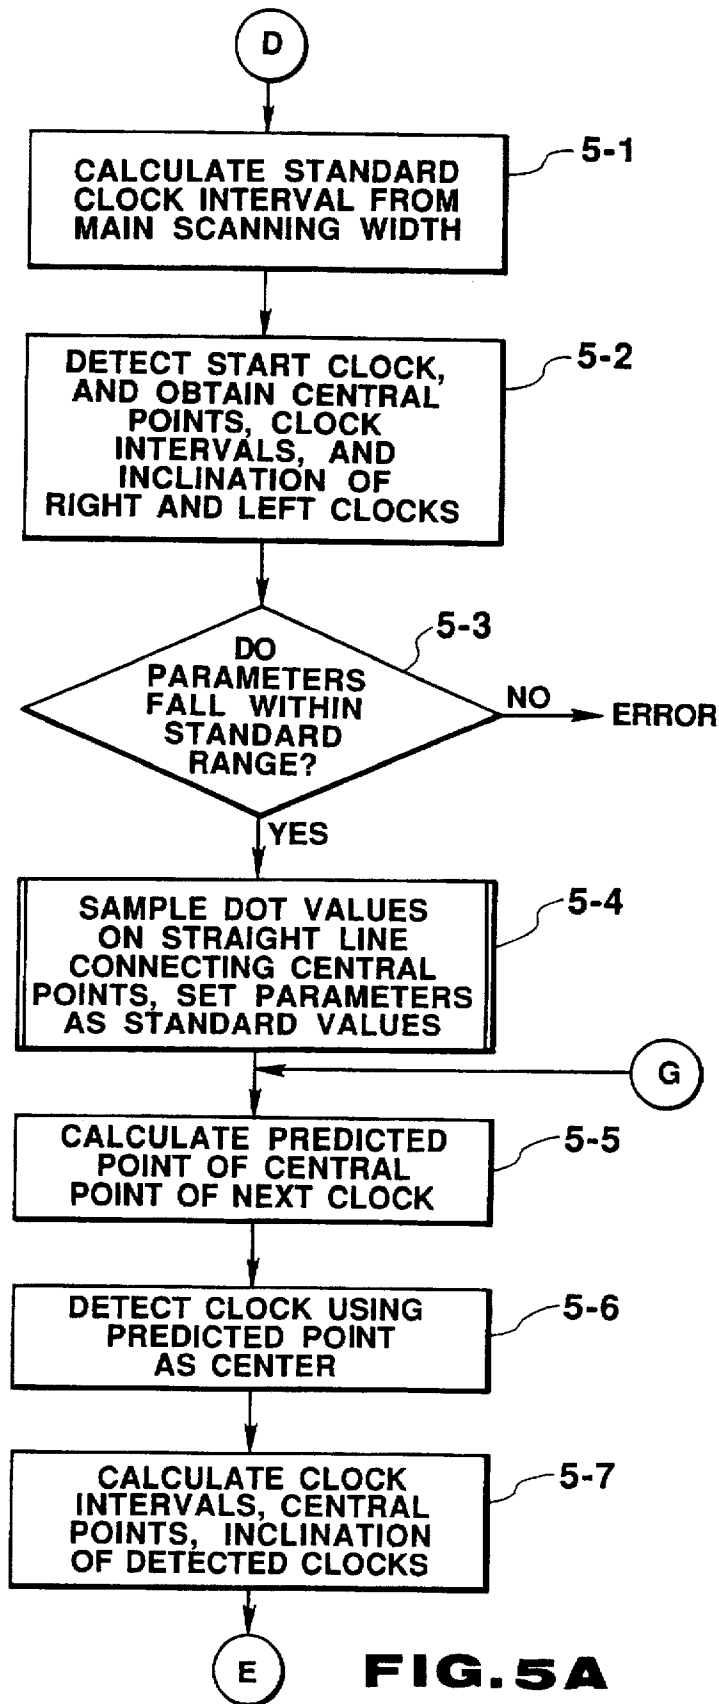 D
5-1
CALCULATE STANDARD
CLOCK INTERVAL FROM
MAIN SCANNING WIDTH
5-2
DETECT START CLOCK,
AND OBTAIN CENTRAL
POINTS, CLOCK
INTERVALS, AND
INCLINATION OF
RIGHT AND LEFT CLOCKS
5-3
DO
PARAMETERS
FALL WITHIN
STANDARD
RANGE?
NO
ERROR
YES
5-4
SAMPLE DOT VALUES
ON STRAIGHT LINE
CONNECTING CENTRAL
POINTS, SET PARAMETERS
AS STANDARD VALUES
G
5-5
CALCULATE PREDICTED
POINT OF CENTRAL
POINT OF NEXT CLOCK
5-6
DETECT CLOCK USING
PREDICTED POINT
AS CENTER
5-7
CALCULATE CLOCK
INTERVALS, CENTRAL
POINTS, INCLINATION
OF DETECTED CLOCKS
E
FIG.5A